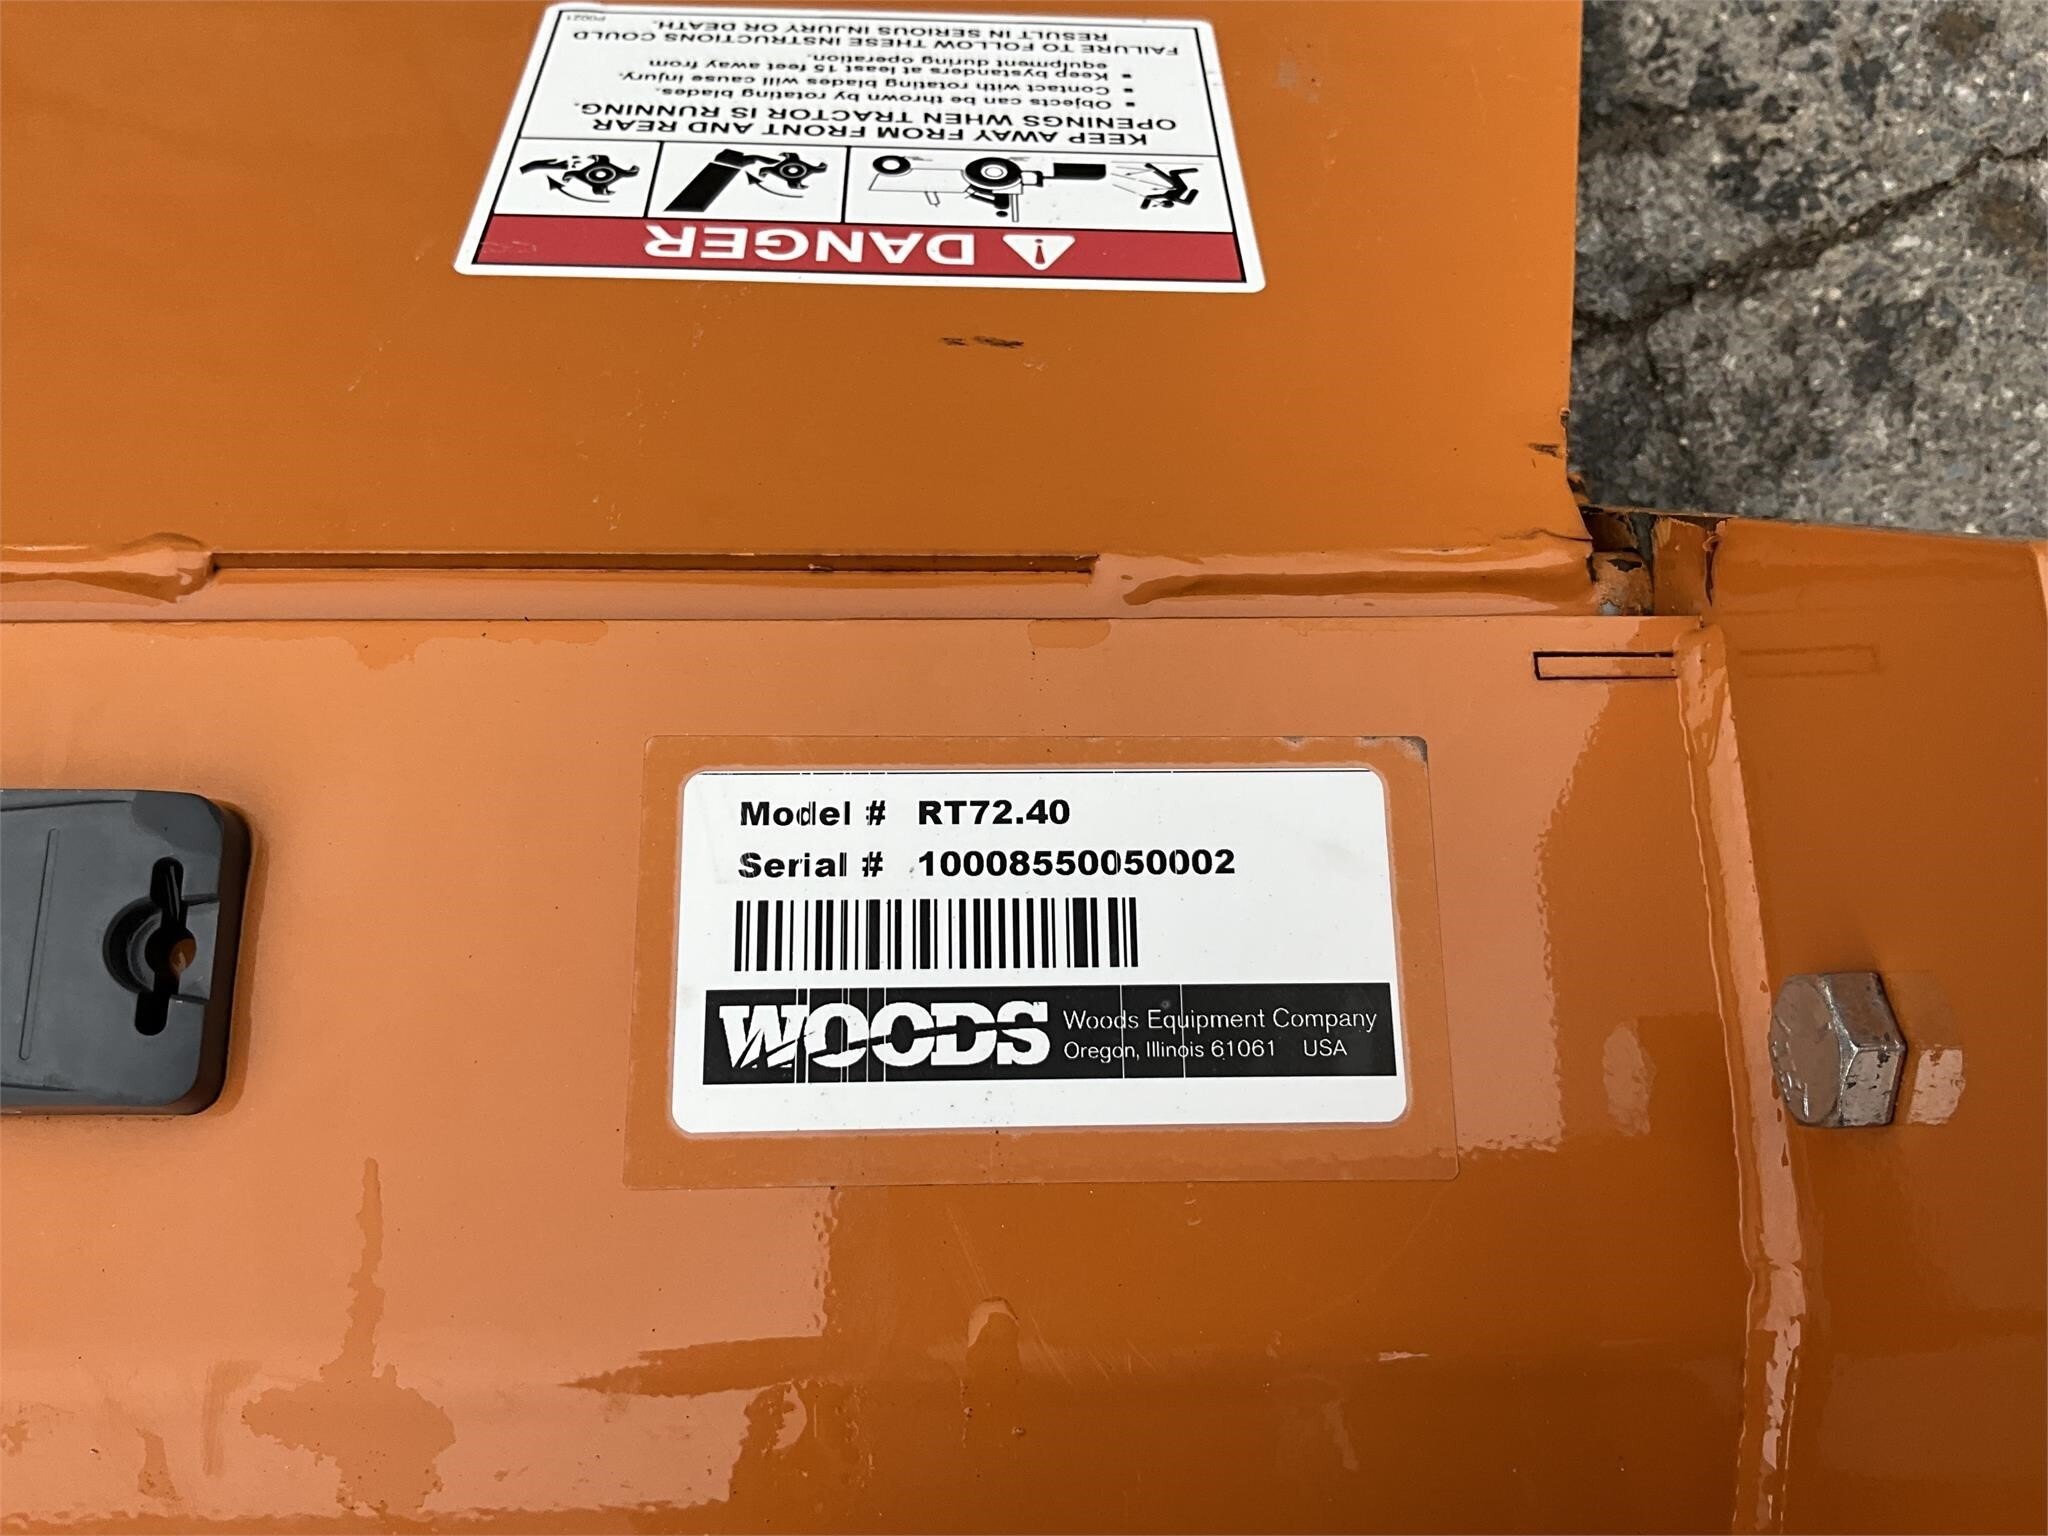 DANGER
KEEP AWAY FROM FRONT AND REAR
OPENINGS WHEN TRACTOR IS RUNNING.
• Objects can be thrown by rotating blades.
• Contact with rotating blades will cause injury.
• Keep bystanders at least 15 feet away from
equipment during operation.
FAILURE TO FOLLOW THESE INSTRUCTIONS COULD
RESULT IN SERIOUS INJURY OR DEATH.
P0021
Model # RT72.40
Serial # 10008550050002
WOODS
Woods Equipment Company
Oregon, Illinois 61061 USA